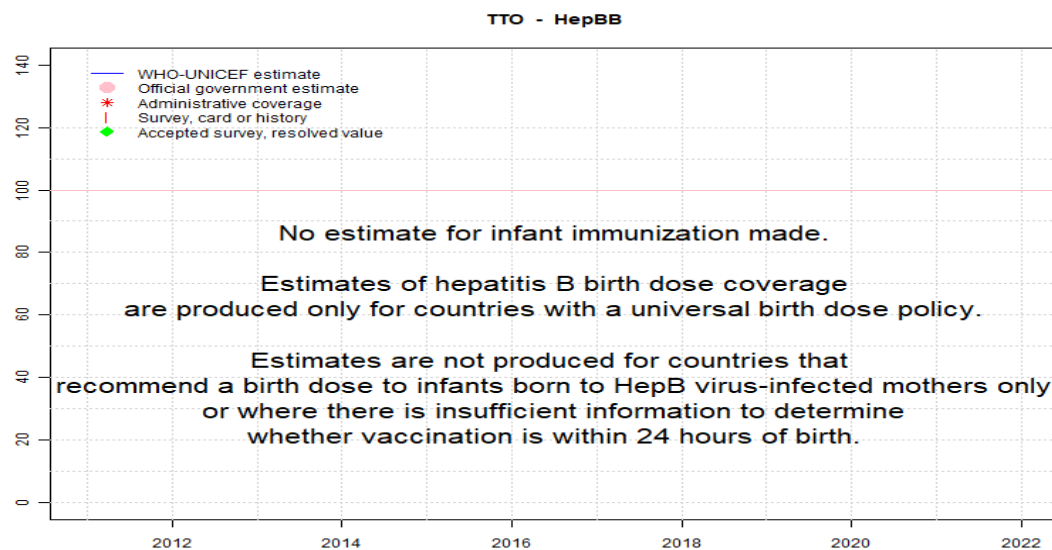 TTO - HepBB
WHO-UNICEF estimate
Official government estimate
Administrative coverage
Survey, card or history
Accepted survey, resolved value
140
120
100
80
60
40
20
0
No estimate for infant immunization made.
Estimates of hepatitis B birth dose coverage
are produced only for countries with a universal birth dose policy.
Estimates are not produced for countries that
recommend a birth dose to infants born to HepB virus-infected mothers only
or where there is insufficient information to determine
whether vaccination is within 24 hours of birth.
2012 2014 2016 2018 2020 2022